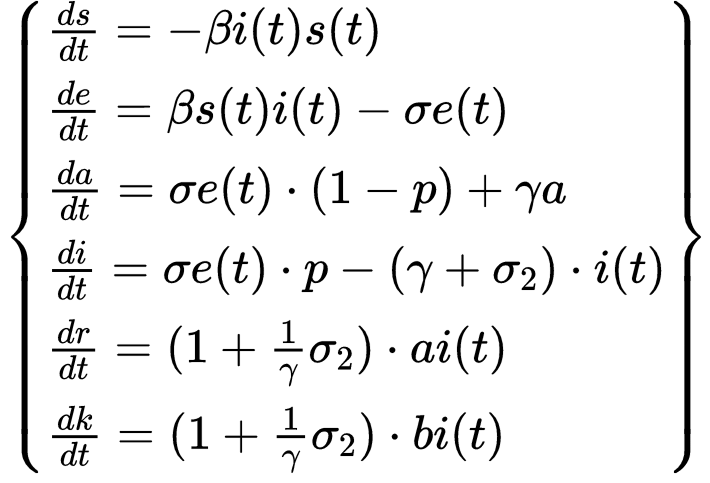 ds/dt = −βi(t)s(t)
de/dt = βs(t)i(t) − σe(t)
da/dt = σe(t) · (1 − p) + γa
di/dt = σe(t) · p − (γ + σ₂) · i(t)
dr/dt = (1 + 1/γ σ₂) · ai(t)
dk/dt = (1 + 1/γ σ₂) · bi(t)